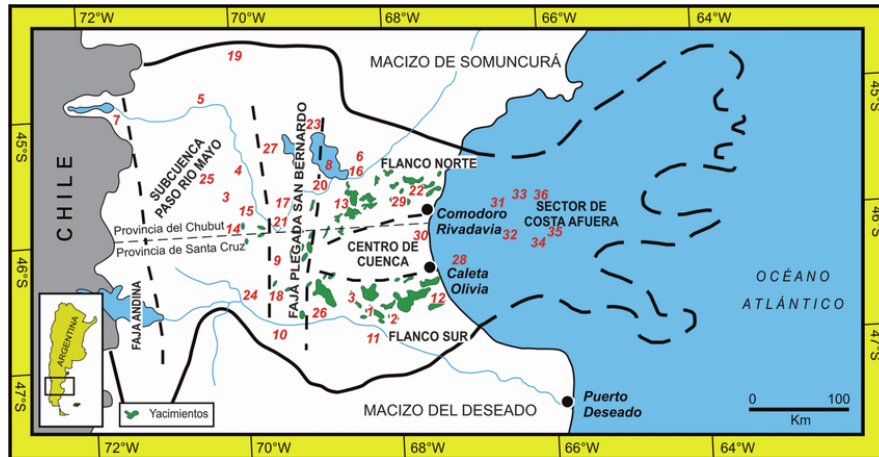 72°W
70°W
68°W
66°W
64°W
MACIZO DE SOMUNCURÁ
19
45°S
45°S
5
7
23
27
8
6
16
FLANCO NORTE
SUBCUENCA
PASO RIO MAYO
4
25
3
20
22
17
13
29
31
33
36
SECTOR DE
COSTA AFUERA
15
21
14
Comodoro
Rivadavia
30
32
35
34
CHILE
FAJA PLEGADA SAN BERNARDO
46°S
46°S
Provincia del Chubut
Provincia de Santa Cruz
CENTRO DE
CUENCA
9
28
Caleta
Olivia
OCÉANO
ATLÁNTICO
FAJA ANDINA
24
18
3
1
2
12
26
10
11
FLANCO SUR
47°S
47°S
ARGENTINA
Yacimientos
MACIZO DEL DESEADO
Puerto
Deseado
0
100
Km
72°W
70°W
68°W
66°W
64°W